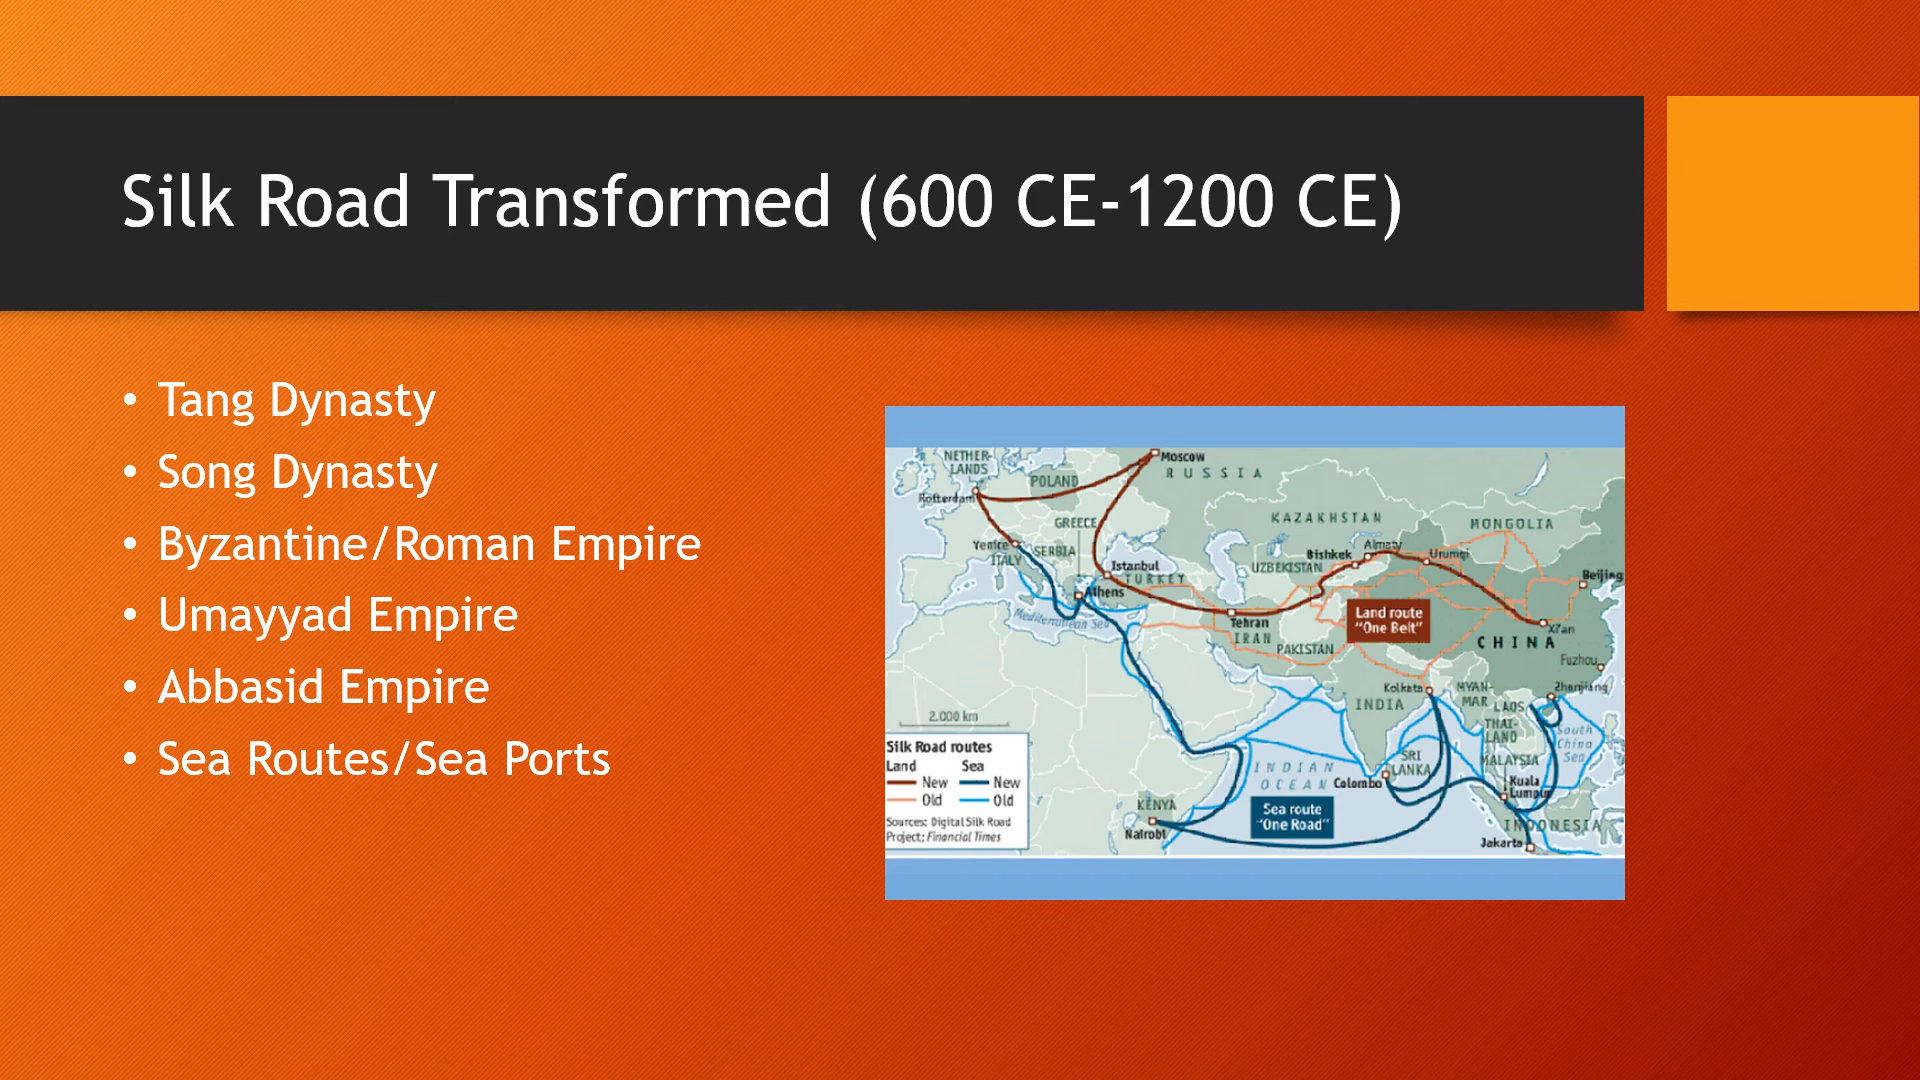 Silk Road Transformed (600 CE-1200 CE)
• Tang Dynasty
• Song Dynasty
• Byzantine/Roman Empire
• Umayyad Empire
• Abbasid Empire
• Sea Routes/Sea Ports
NETHER-
LANDS
Moscow
RUSSIA
POLAND
Rotterdam
GREECE
KAZAKHSTAN
MONGOLIA
Venice
ITALY
SERBIA
Bishkek
Almaty
Urumqi
UZBEKISTAN
Istanbul
TURKEY
Beijing
Athens
Mediterranean Sea
Land route
"One Belt"
Tehran
IRAN
Xi'an
CHINA
PAKISTAN
Fuzhou
Kolkata
MYAN-
MAR
Zhanjiang
INDIA
LAOS
2,000 km
THAI-
LAND
South
China
Sea
Silk Road routes
Land Sea
New New
Old Old
Sources: Digital Silk Road
Project; Financial Times
SRI
LANKA
MALAYSIA
INDIAN
OCEAN
Colombo
Kuala
Lumpur
KENYA
Nairobi
Sea route
"One Road"
INDONESIA
Jakarta